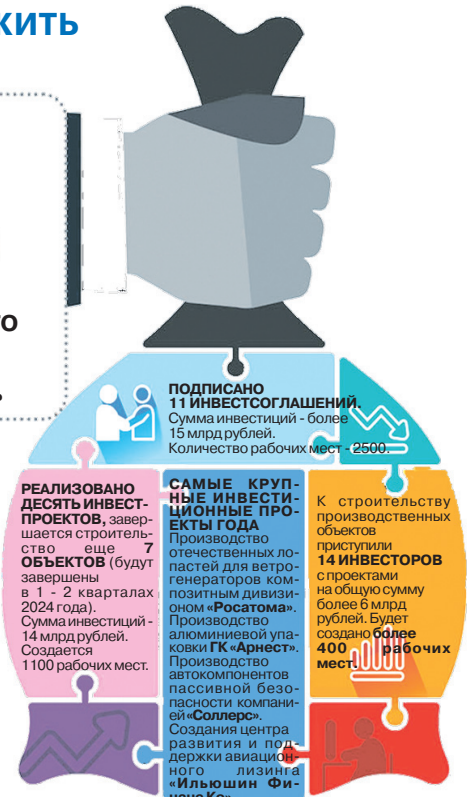 ЖИТЬ
ПОДПИСАНО
11 ИНВЕСТСОГЛАШЕНИЙ.
Сумма инвестиций - более
15 млрд рублей.
Количество рабочих мест - 2500.
РЕАЛИЗОВАНО
ДЕСЯТЬ ИНВЕСТ-
ПРОЕКТОВ, завер-
шается строитель-
ство еще 7
ОБЪЕКТОВ (будут
завершены
в 1 - 2 кварталах
2024 года).
Сумма инвестиций -
14 млрд рублей.
Создается
1100 рабочих мест.
САМЫЕ КРУП-
НЫЕ ИНВЕСТИ-
ЦИОННЫЕ ПРО-
ЕКТЫ ГОДА
Производство
отечественных ло-
пастей для ветро-
генераторов ком-
позитным дивизи-
оном «Росатома».
Производство
алюминиевой упа-
ковки ГК «Арнест».
Производство
автокомпонентов
пассивной безо-
пасности компани-
ей «Соллерс».
Создания центра
развития и под-
держки авиацион-
ного лизинга
«Ильюшин Фи-
К строительству
производственных
объектов
приступили
14 ИНВЕСТОРОВ
с проектами
на общую сумму
более 6 млрд
рублей. Будет
создано более
400 рабочих
мест.